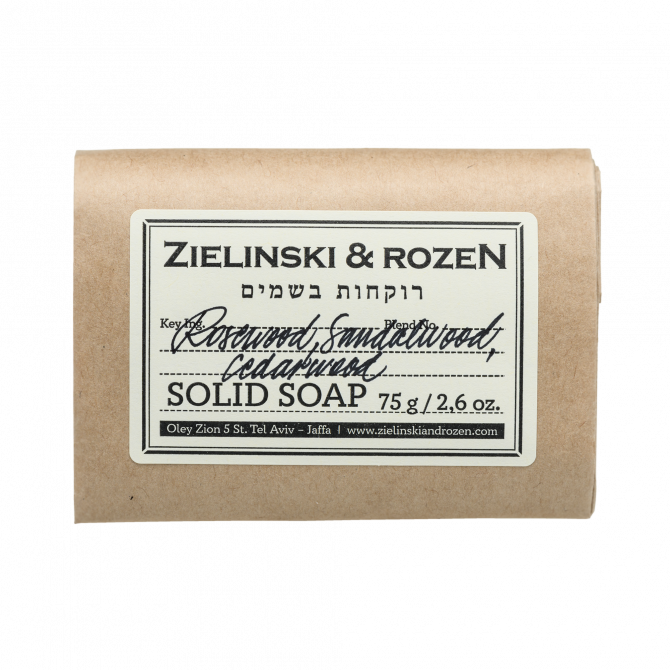 ZIELINSKI & ROZEN
רוקחות בשמים
Key Ing. Blend No.
Rosewood, Sandalwood,
Cedarwood
SOLID SOAP 75 g / 2,6 oz.
Oley Zion 5 St. Tel Aviv – Jaffa | www.zielinskiandrozen.com